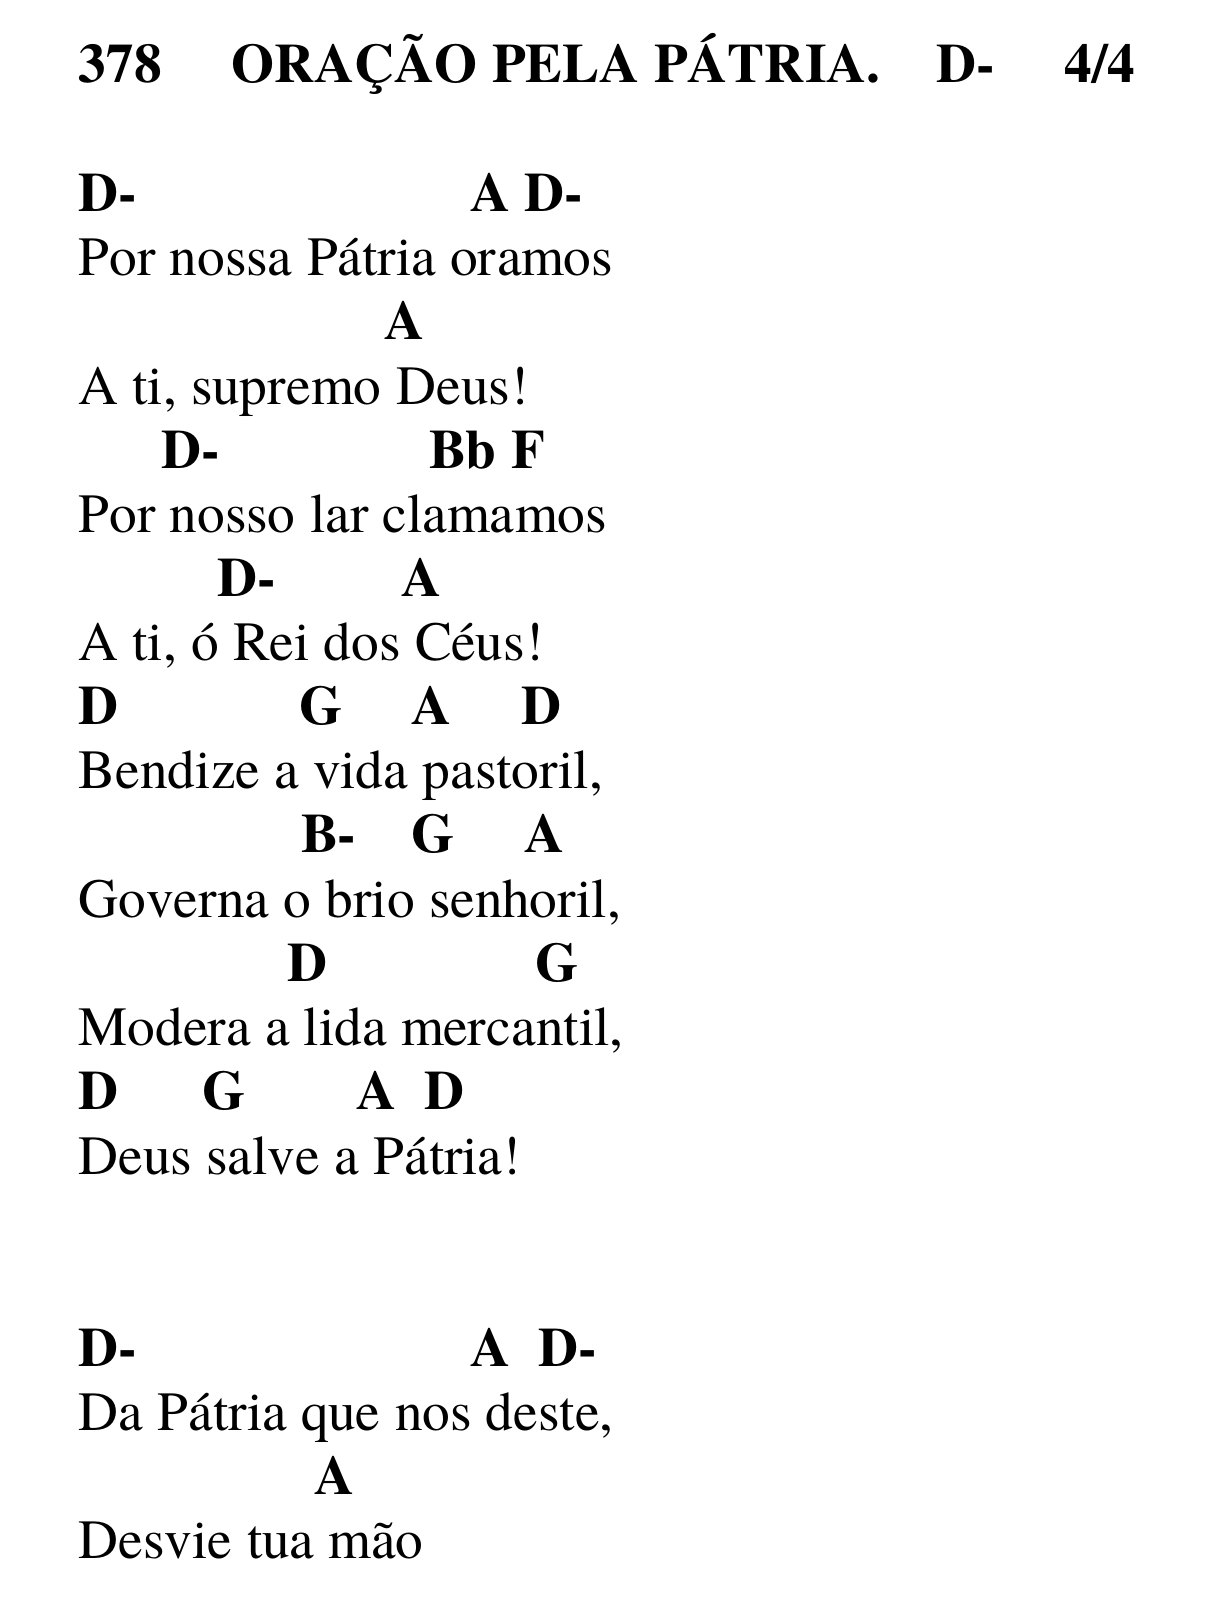 378 ORAÇÃO PELA PÁTRIA. D- 4/4
D- A D-
Por nossa Pátria oramos
A
A ti, supremo Deus!
D- Bb F
Por nosso lar clamamos
D- A
A ti, ó Rei dos Céus!
D G A D
Bendize a vida pastoril,
B- G A
Governa o brio senhoril,
D G
Modera a lida mercantil,
D G A D
Deus salve a Pátria!
D- A D-
Da Pátria que nos deste,
A
Desvie tua mão